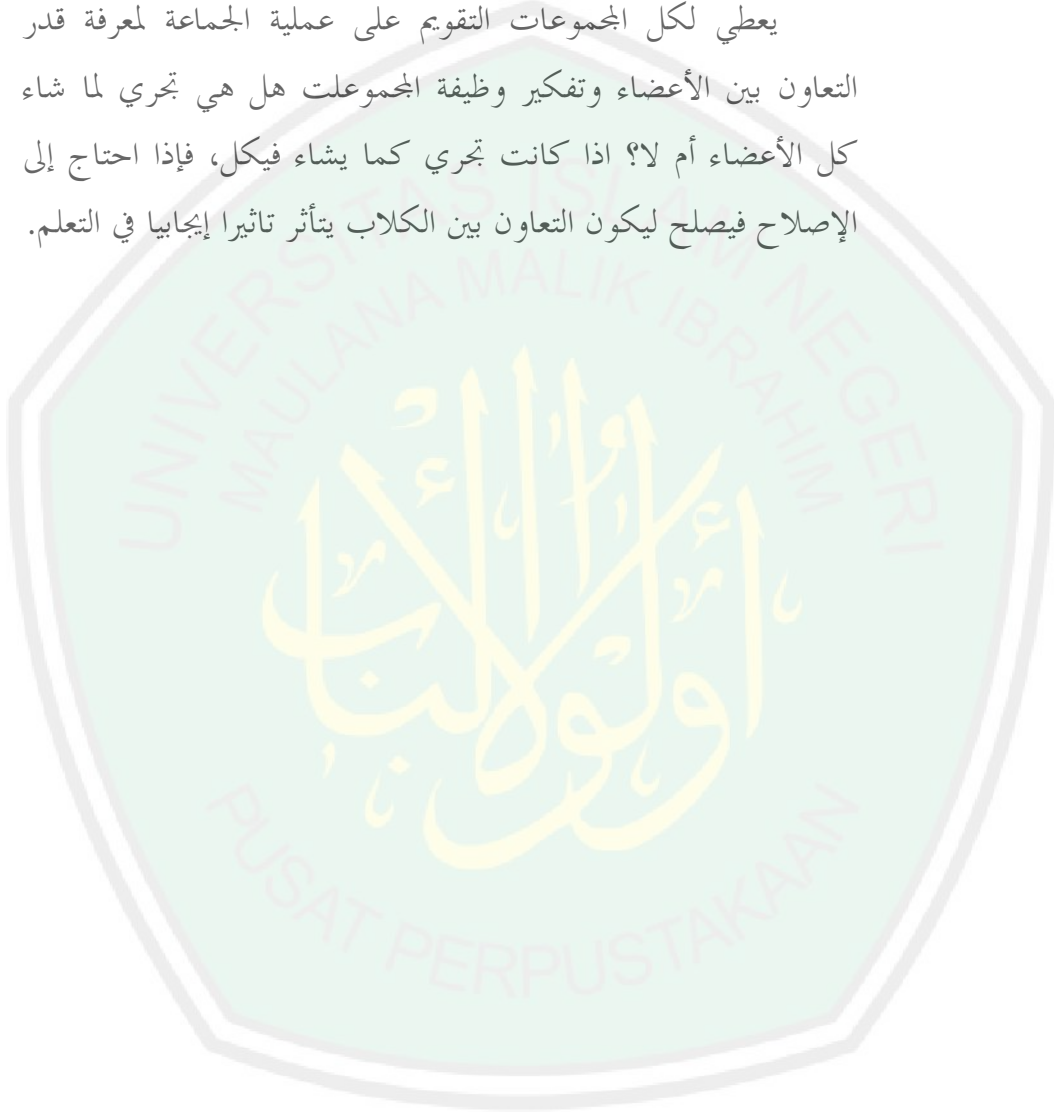 يعطي لكل المجموعات التقويم على عملية الجماعة لمعرفة قدر
التعاون بين الأعضاء وتفكير وظيفة المجموعلت هل هي تجري لما شاء
كل الأعضاء أم لا؟ اذا كانت تجري كما يشاء فيكل، فإذا احتاج إلى
الإصلاح فيصلح ليكون التعاون بين الكلاب يتأثر تاثيرا إيجابيا في التعلم.
UNIVERSITAS ISLAM NEGERI
MAULANA MALIK IBRAHIM
أولوا الألباب
PUSAT PERPUSTAKAAN